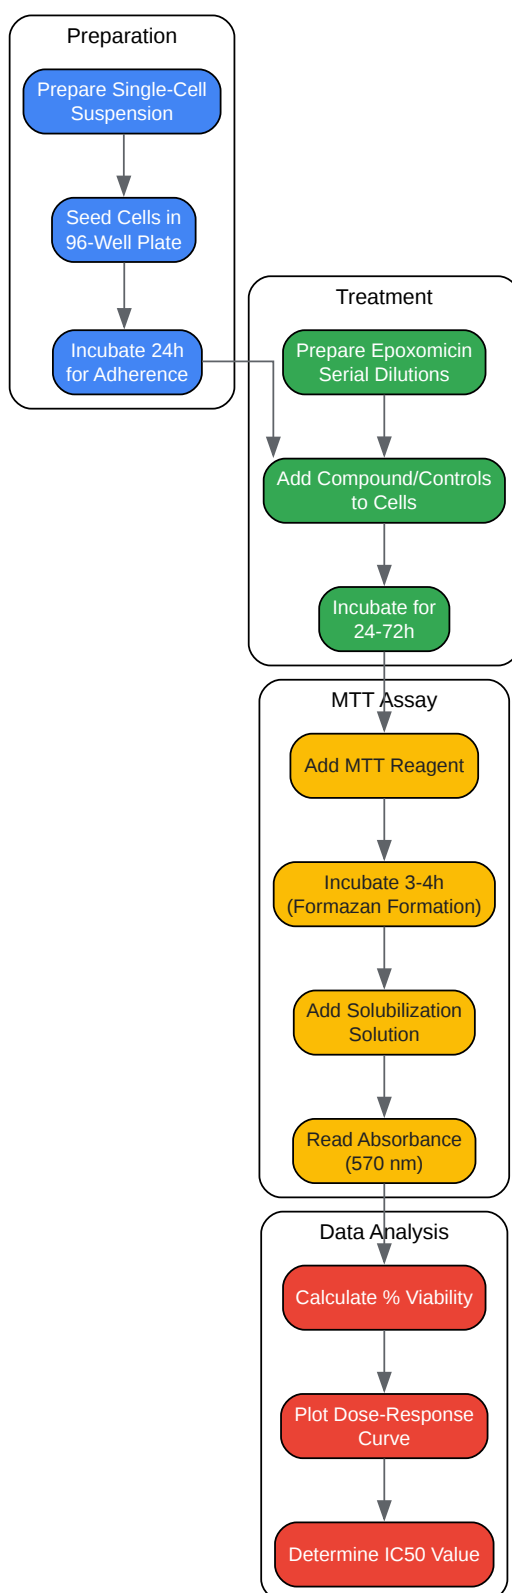 Preparation
Prepare Single-Cell
Suspension
Seed Cells in
96-Well Plate
Incubate 24h
for Adherence
Treatment
Prepare Epoxomicin
Serial Dilutions
Add Compound/Controls
to Cells
Incubate for
24-72h
MTT Assay
Add MTT Reagent
Incubate 3-4h
(Formazan Formation)
Add Solubilization
Solution
Read Absorbance
(570 nm)
Data Analysis
Calculate % Viability
Plot Dose-Response
Curve
Determine IC50 Value